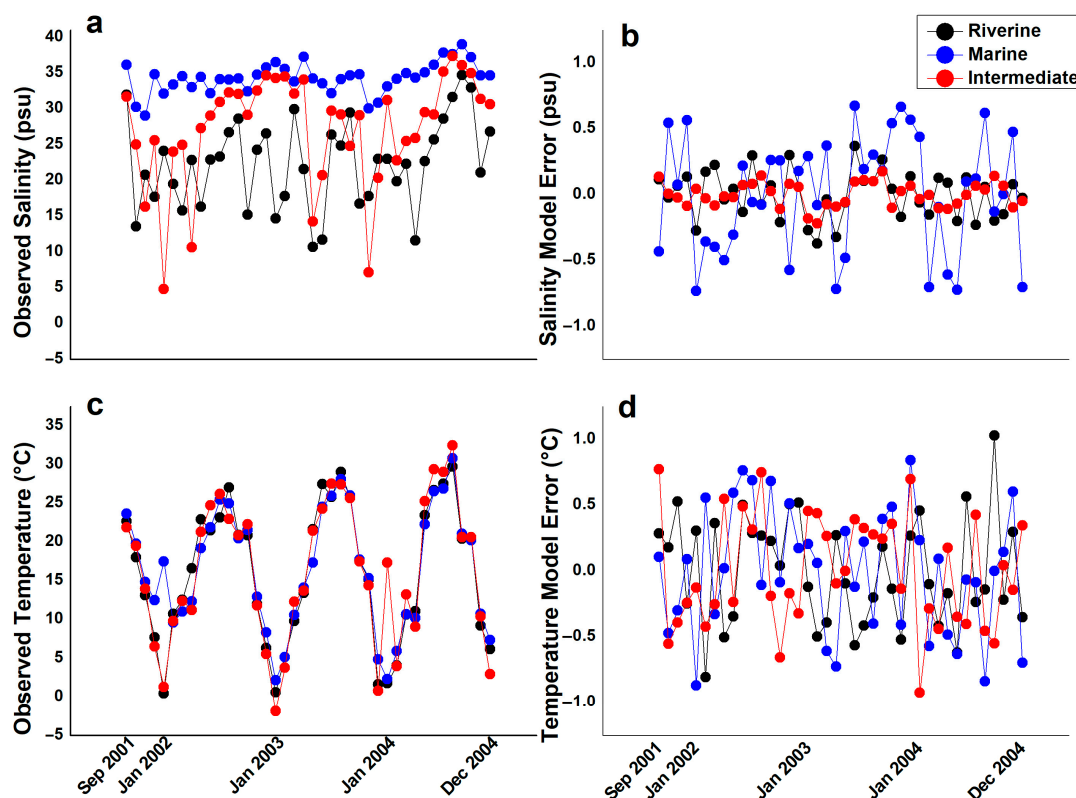 a
Observed Salinity (psu)
40
35
30
25
20
15
10
5
0
−5
b
Salinity Model Error (psu)
1.0
0.5
0.0
−0.5
−1.0
Riverine
Marine
Intermediate
c
Observed Temperature (°C)
35
30
25
20
15
10
5
0
−5
Sep 2001
Jan 2002
Jan 2003
Jan 2004
Dec 2004
d
Temperature Model Error (°C)
1.0
0.5
0.0
−0.5
−1.0
Sep 2001
Jan 2002
Jan 2003
Jan 2004
Dec 2004